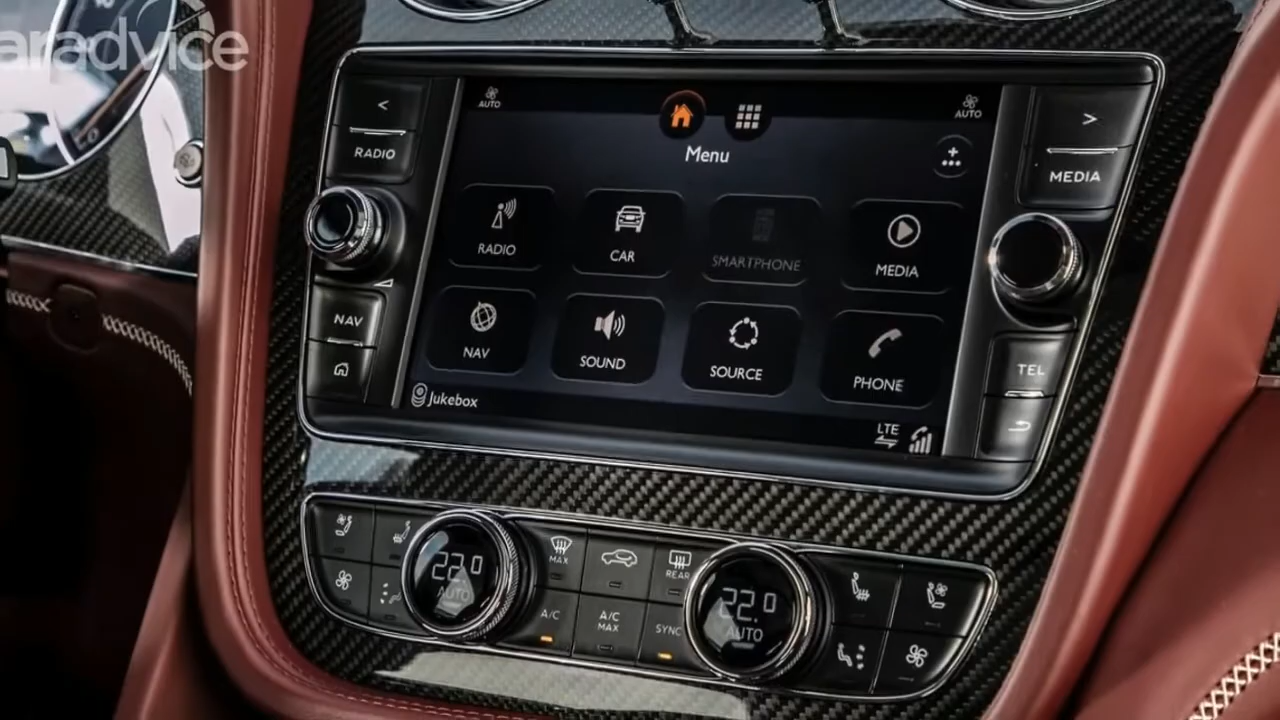 aradvice
<
RADIO
NAV
AUTO
AUTO
Menu
RADIO
CAR
SMARTPHONE
MEDIA
NAV
SOUND
SOURCE
PHONE
Jukebox
LTE
>
MEDIA
TEL
22.0
AUTO
MAX
REAR
A/C
A/C
MAX
SYNC
22.0
AUTO